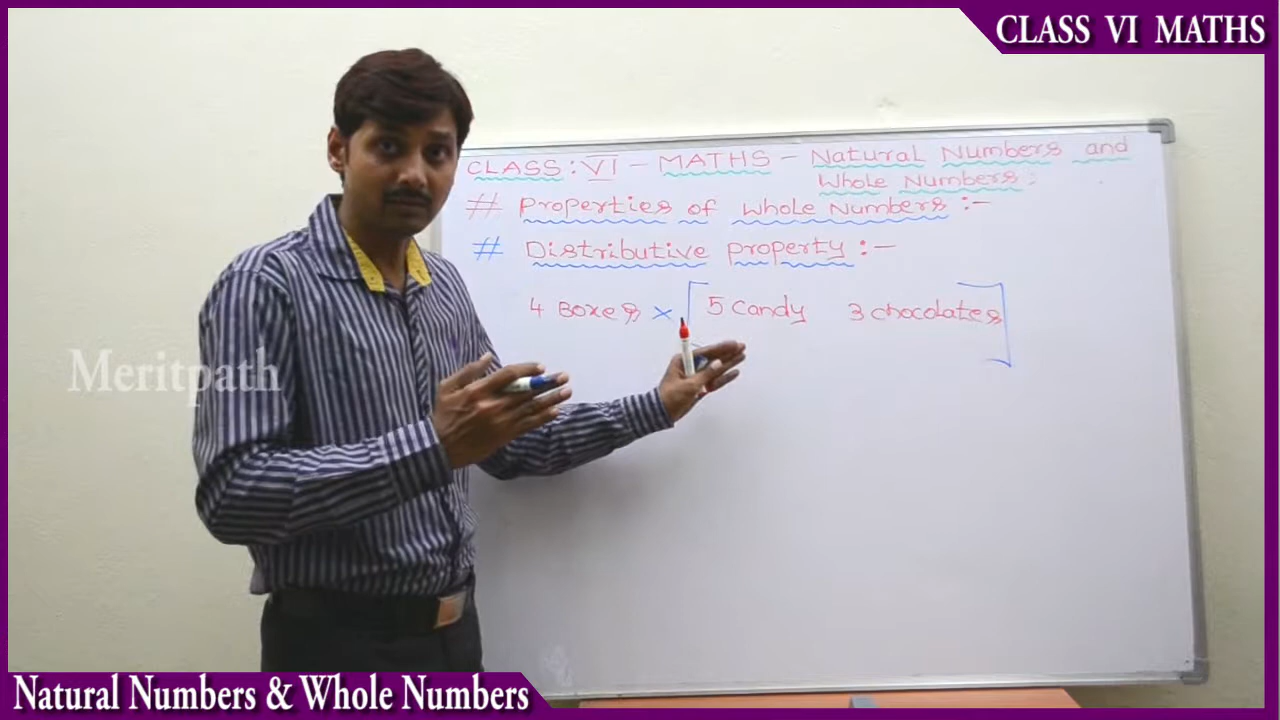 CLASS VI MATHS
CLASS : VI - MATHS - Natural Numbers and
Whole Numbers :
# Properties of Whole Numbers :-
# Distributive property :-
4 Boxes × [ 5 Candy 3 chocolates ]
Meritpath
Natural Numbers & Whole Numbers